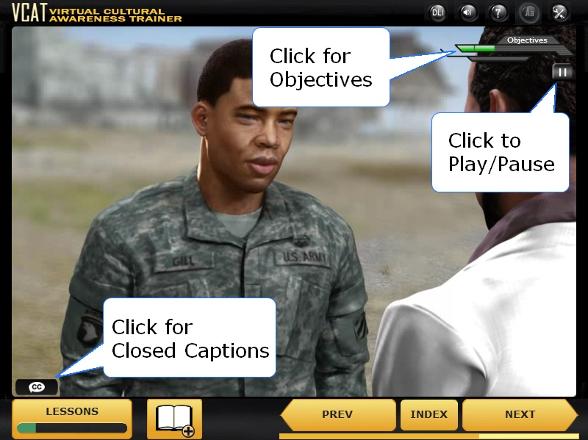 VCAT VIRTUAL CULTURAL
AWARENESS TRAINER
DL
?
Objectives
Click for
Objectives
Click to
Play/Pause
GILL
U.S. ARMY
Click for
Closed Captions
CC
LESSONS
PREV
INDEX
NEXT